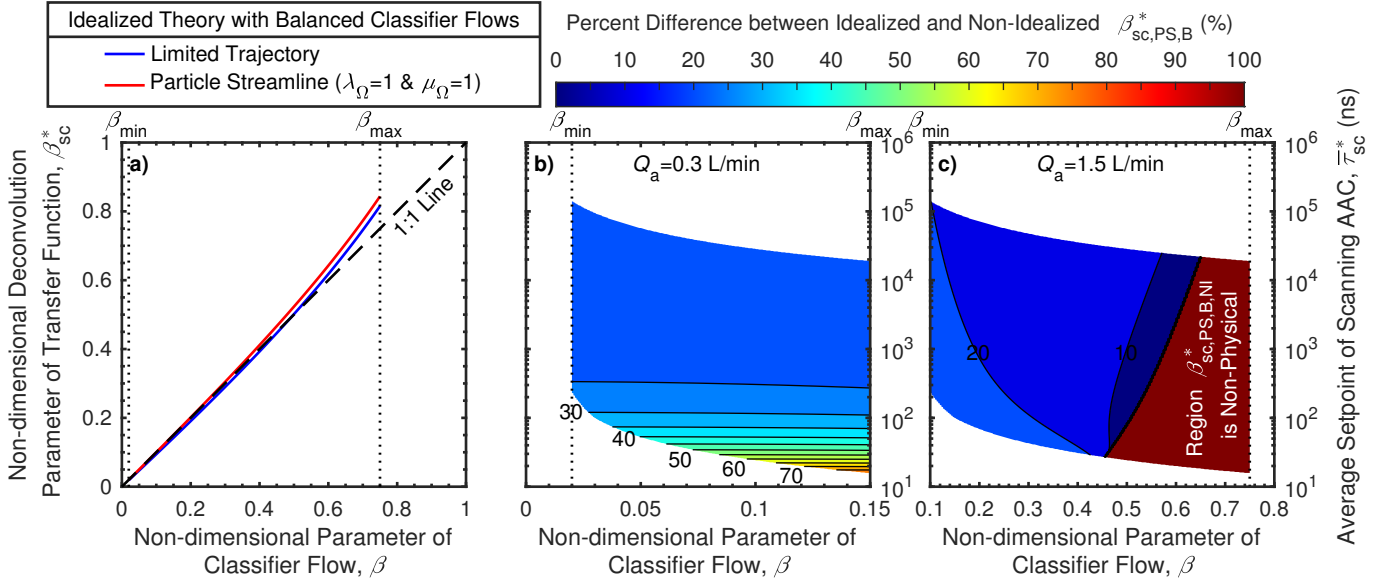 Idealized Theory with Balanced Classifier Flows
Limited Trajectory
Particle Streamline (λΩ=1 & μΩ=1)
Percent Difference between Idealized and Non-Idealized β*sc,PS,B (%)
0 10 20 30 40 50 60 70 80 90 100
βmin βmax
βmin βmax
βmin βmax
a)
1:1 Line
0 0.2 0.4 0.6 0.8 1
0 0.2 0.4 0.6 0.8 1
Non-dimensional Deconvolution
Parameter of Transfer Function, β*sc
Non-dimensional Parameter of
Classifier Flow, β
b)
Qa=0.3 L/min
30
40
50
60
70
10^6
10^5
10^4
10^3
10^2
10^1
0 0.05 0.1 0.15
Non-dimensional Parameter of
Classifier Flow, β
c)
Qa=1.5 L/min
20
10
Region β*sc,PS,B,NI
is Non-Physical
10^6
10^5
10^4
10^3
10^2
10^1
0.1 0.2 0.3 0.4 0.5 0.6 0.7 0.8
Non-dimensional Parameter of
Classifier Flow, β
Average Setpoint of Scanning AAC, τ̅*sc (ns)